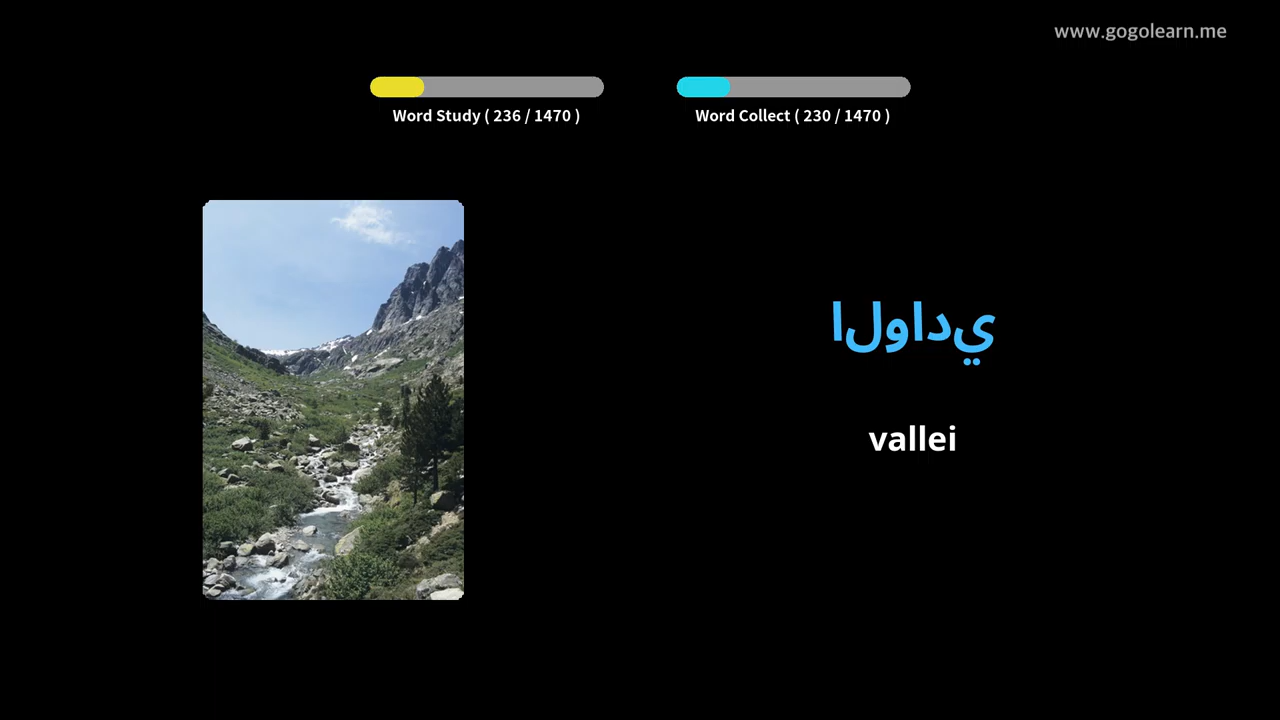 www.gogolearn.me
Word Study ( 236 / 1470 )
Word Collect ( 230 / 1470 )
الوادي
vallei